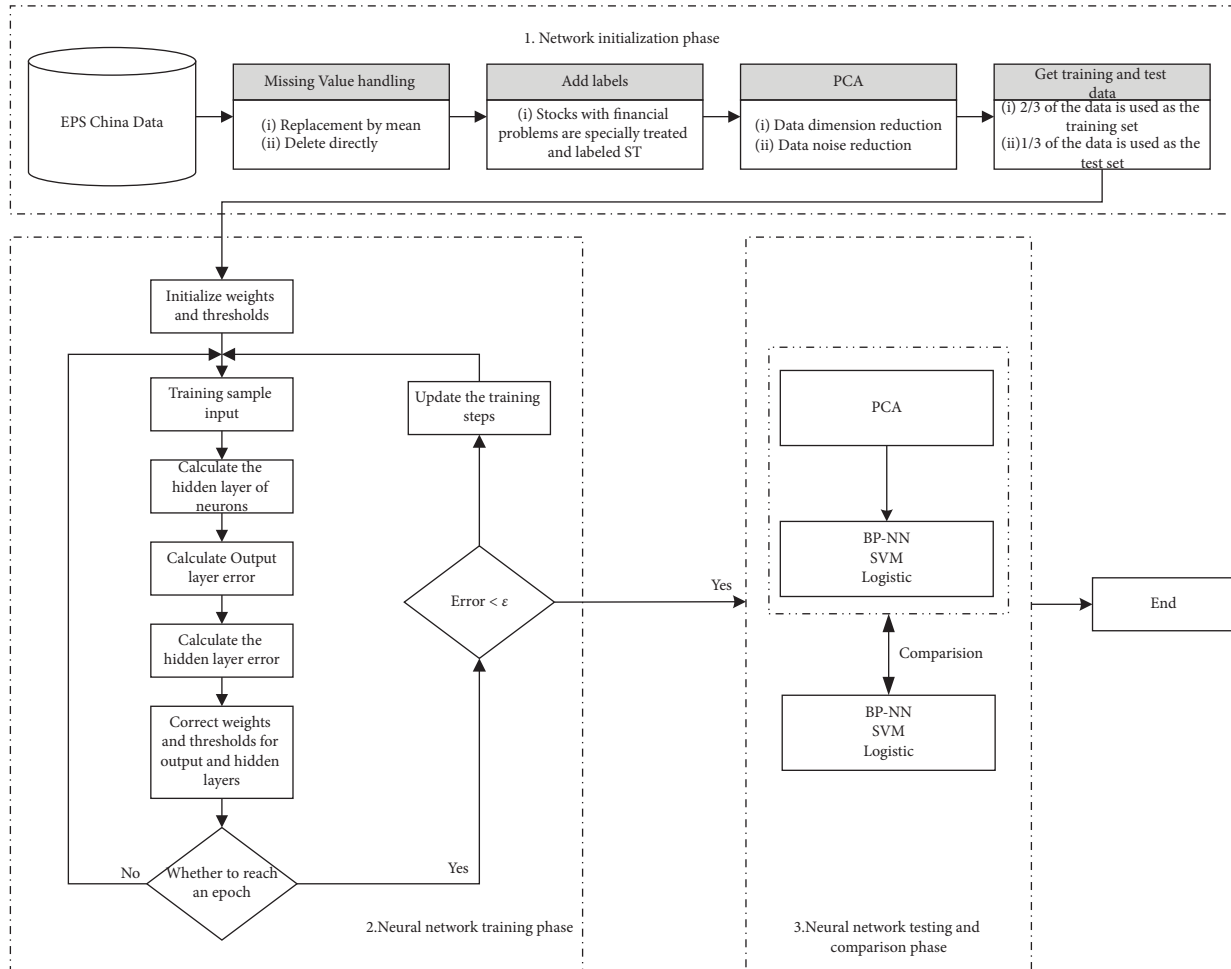 1. Network initialization phase
EPS China Data
Missing Value handling
(i) Replacement by mean
(ii) Delete directly
Add labels
(i) Stocks with financial
problems are specially treated
and labeled ST
PCA
(i) Data dimension reduction
(ii) Data noise reduction
Get training and test
data
(i) 2/3 of the data is used as the
training set
(ii)1/3 of the data is used as the
test set
Initialize weights
and thresholds
Training sample
input
Calculate the
hidden layer of
neurons
Calculate Output
layer error
Calculate the
hidden layer error
Correct weights
and thresholds for
output and hidden
layers
Whether to reach
an epoch
No
Yes
Update the training
steps
Error < ε
Yes
2.Neural network training phase
PCA
BP-NN
SVM
Logistic
Comparision
BP-NN
SVM
Logistic
3.Neural network testing and
comparison phase
End